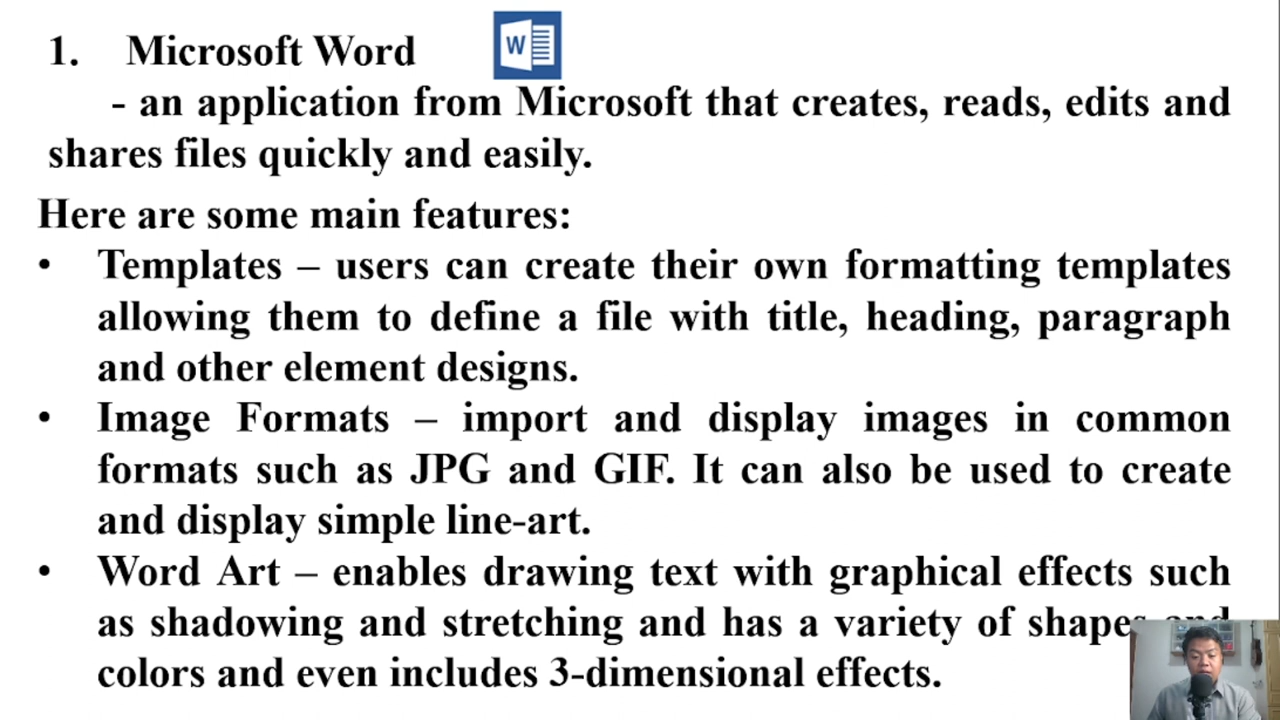 1. Microsoft Word
- an application from Microsoft that creates, reads, edits and
shares files quickly and easily.
Here are some main features:
• Templates – users can create their own formatting templates
allowing them to define a file with title, heading, paragraph
and other element designs.
• Image Formats – import and display images in common
formats such as JPG and GIF. It can also be used to create
and display simple line-art.
• Word Art – enables drawing text with graphical effects such
as shadowing and stretching and has a variety of shapes and
colors and even includes 3-dimensional effects.